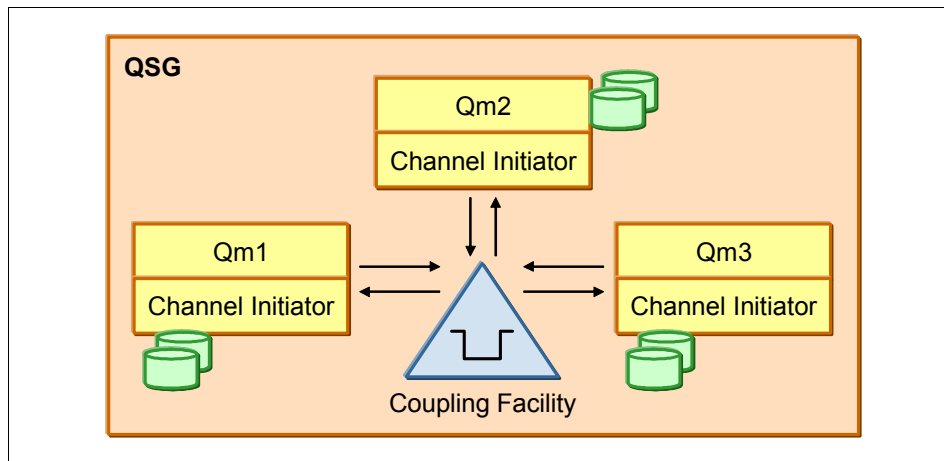 QSG
Qm2
Channel Initiator
Qm1
Channel Initiator
Qm3
Channel Initiator
Coupling Facility